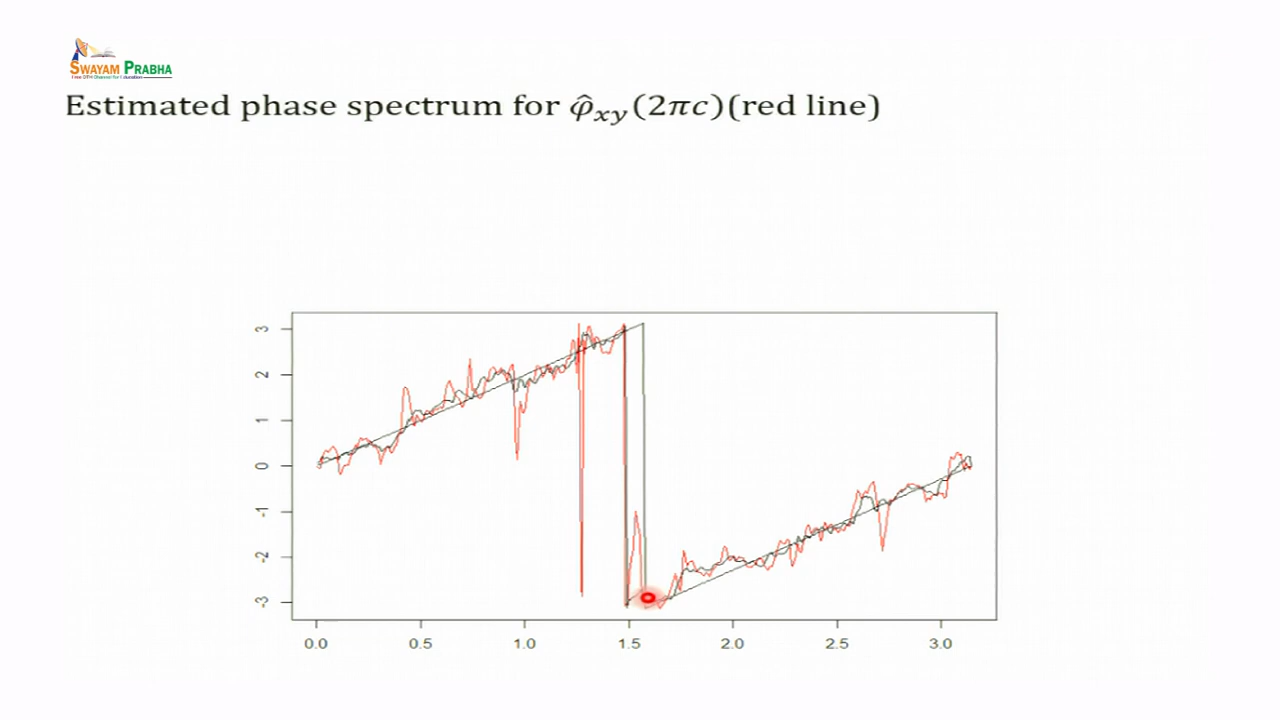 SWAYAM PRABHA
Estimated phase spectrum for φ̂xy(2πc)(red line)
3
2
1
0
-1
-2
-3
0.0 0.5 1.0 1.5 2.0 2.5 3.0